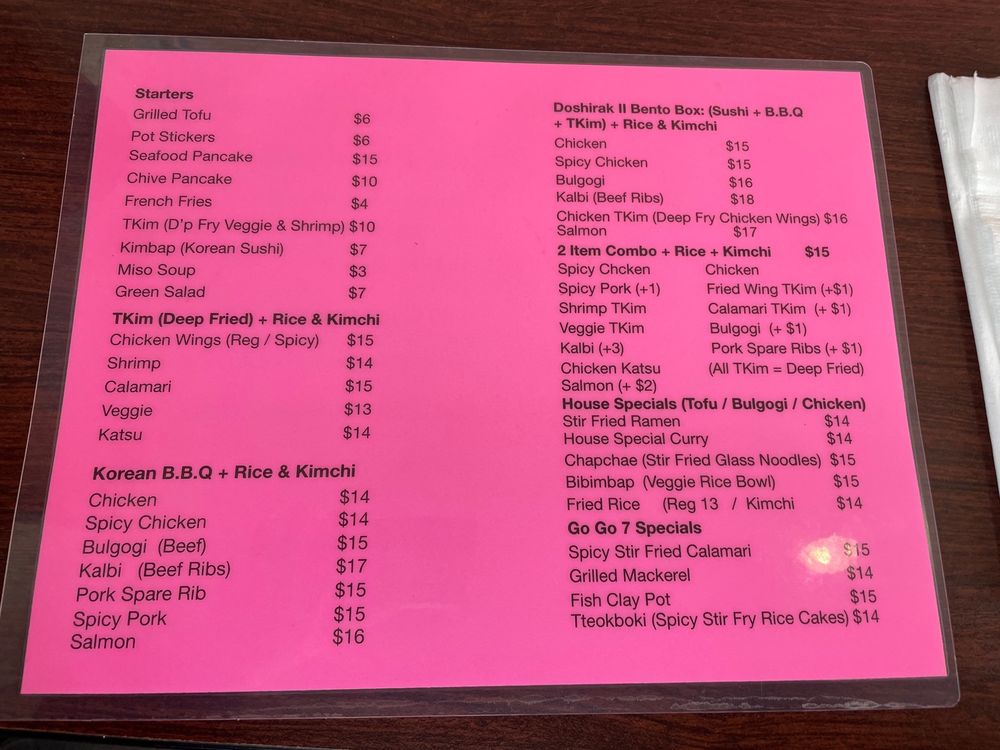 Starters
Grilled Tofu $6
Pot Stickers $6
Seafood Pancake $15
Chive Pancake $10
French Fries $4
TKim (D'p Fry Veggie & Shrimp) $10
Kimbap (Korean Sushi) $7
Miso Soup $3
Green Salad $7
TKim (Deep Fried) + Rice & Kimchi
Chicken Wings (Reg / Spicy) $15
Shrimp $14
Calamari $15
Veggie $13
Katsu $14
Korean B.B.Q + Rice & Kimchi
Chicken $14
Spicy Chicken $14
Bulgogi (Beef) $15
Kalbi (Beef Ribs) $17
Pork Spare Rib $15
Spicy Pork $15
Salmon $16
Doshirak II Bento Box: (Sushi + B.B.Q
+ TKim) + Rice & Kimchi
Chicken $15
Spicy Chicken $15
Bulgogi $16
Kalbi (Beef Ribs) $18
Chicken TKim (Deep Fry Chicken Wings) $16
Salmon $17
2 Item Combo + Rice + Kimchi $15
Spicy Chcken Chicken
Spicy Pork (+1) Fried Wing TKim (+$1)
Shrimp TKim Calamari TKim (+ $1)
Veggie TKim Bulgogi (+ $1)
Kalbi (+3) Pork Spare Ribs (+ $1)
Chicken Katsu (All TKim = Deep Fried)
Salmon (+ $2)
House Specials (Tofu / Bulgogi / Chicken)
Stir Fried Ramen $14
House Special Curry $14
Chapchae (Stir Fried Glass Noodles) $15
Bibimbap (Veggie Rice Bowl) $15
Fried Rice (Reg 13 / Kimchi $14
Go Go 7 Specials
Spicy Stir Fried Calamari $15
Grilled Mackerel $14
Fish Clay Pot $15
Tteokboki (Spicy Stir Fry Rice Cakes) $14